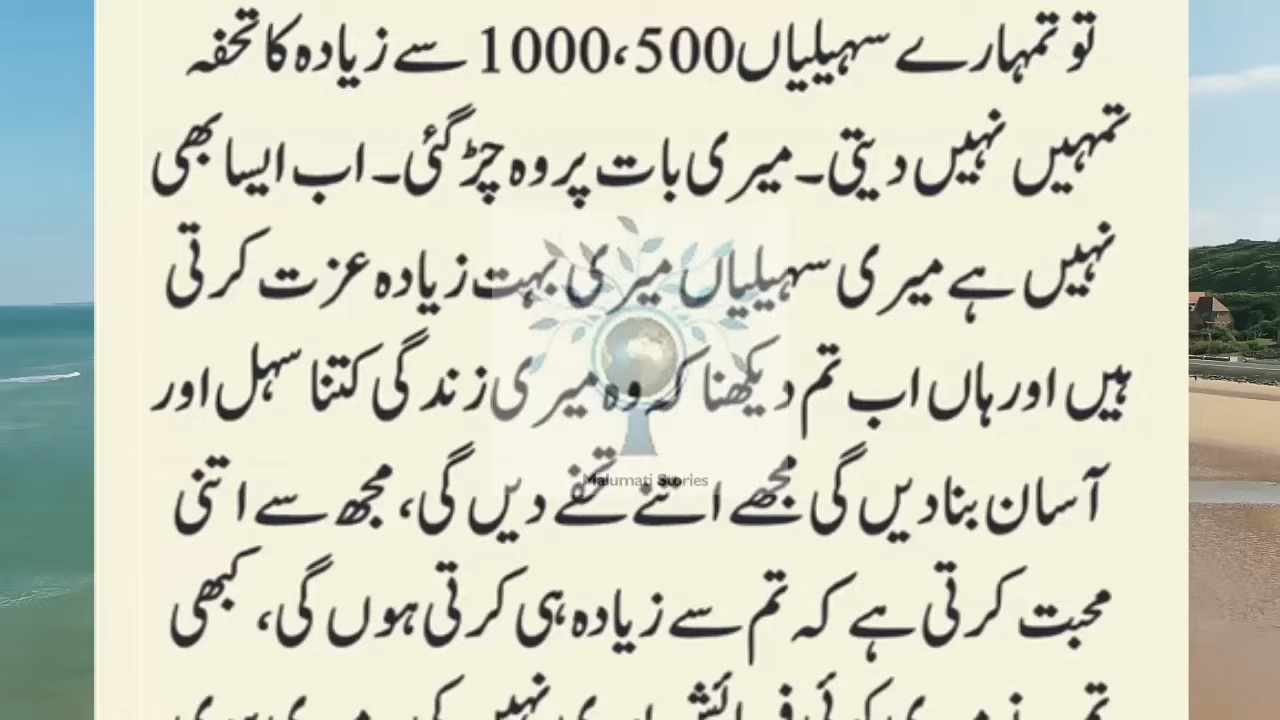 تو تمہارے سہیلیاں 500، 1000 سے زیادہ کا تحفہ
تمہیں نہیں دیتی۔ میری بات پر وہ چڑ گئی۔ اب ایسا بھی
نہیں ہے میری سہیلیاں میری بہت زیادہ عزت کرتی
ہیں اور ہاں اب تم دیکھنا کہ وہ میری زندگی کتنا سہل اور
آسان بنا دیں گی مجھے اتنے تحفے دیں گی، مجھ سے اتنی
محبت کرتی ہے کہ تم سے زیادہ ہی کرتی ہوں گی، کبھی
Malumati Stories